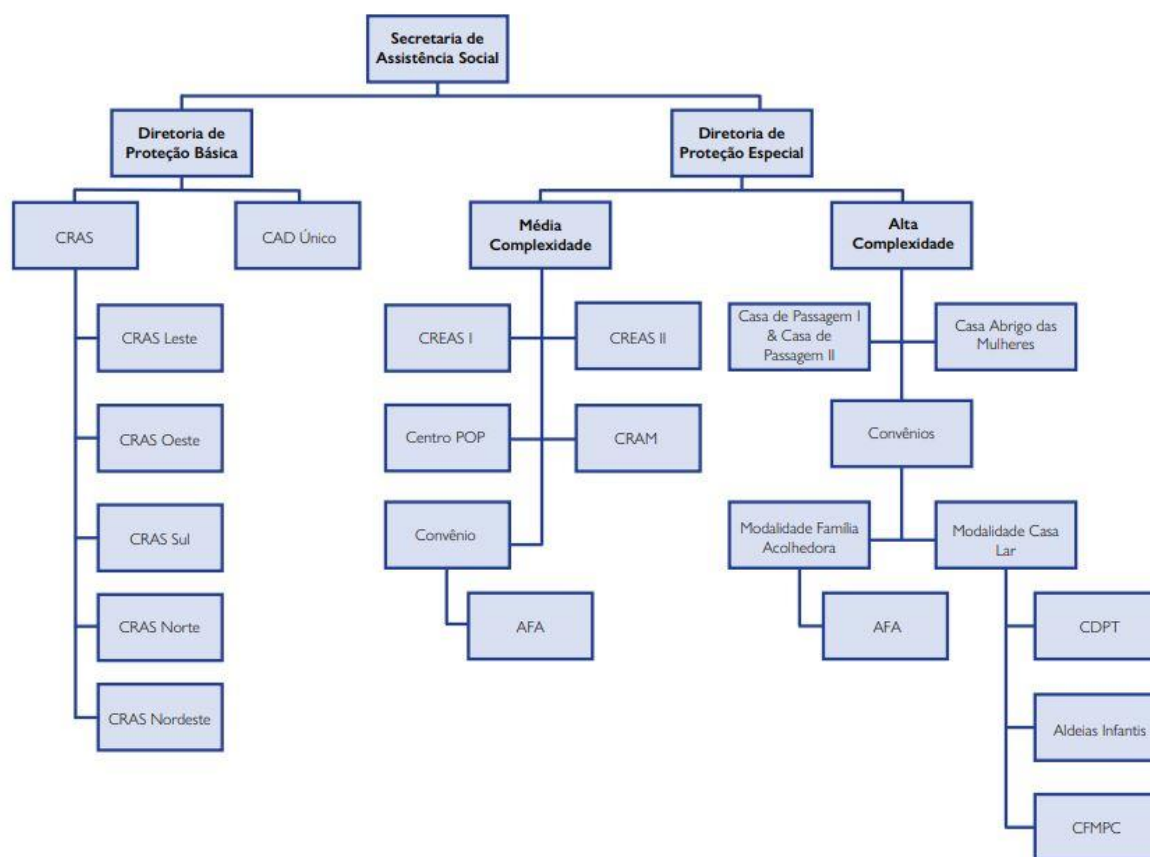 Secretaria de
Assistência Social
Diretoria de
Proteção Básica
Diretoria de
Proteção Especial
CRAS
CAD Único
Média
Complexidade
Alta
Complexidade
CRAS Leste
CREAS I
CREAS II
Casa de Passagem I
& Casa de
Passagem II
Casa Abrigo das
Mulheres
CRAS Oeste
Centro POP
CRAM
Convênios
CRAS Sul
Convênio
Modalidade Família
Acolhedora
Modalidade Casa
Lar
CRAS Norte
AFA
AFA
CDPT
CRAS Nordeste
Aldeias Infantis
CFMPC